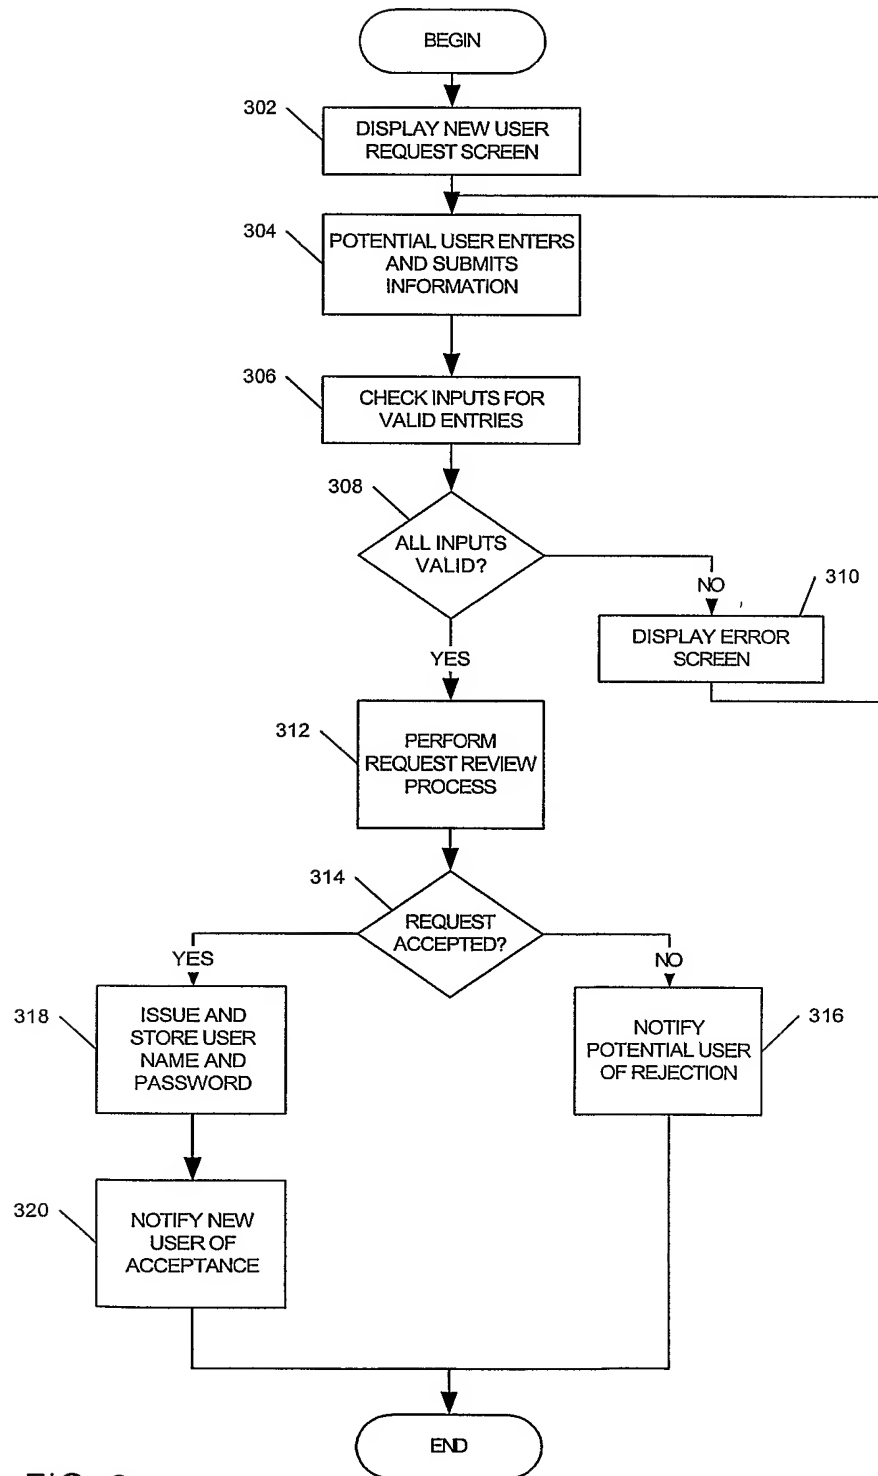 BEGIN
302
DISPLAY NEW USER
REQUEST SCREEN
304
POTENTIAL USER ENTERS
AND SUBMITS
INFORMATION
306
CHECK INPUTS FOR
VALID ENTRIES
308
ALL INPUTS
VALID?
NO
310
DISPLAY ERROR
SCREEN
YES
312
PERFORM
REQUEST REVIEW
PROCESS
314
REQUEST
ACCEPTED?
YES
NO
318
ISSUE AND
STORE USER
NAME AND
PASSWORD
316
NOTIFY
POTENTIAL USER
OF REJECTION
320
NOTIFY NEW
USER OF
ACCEPTANCE
END